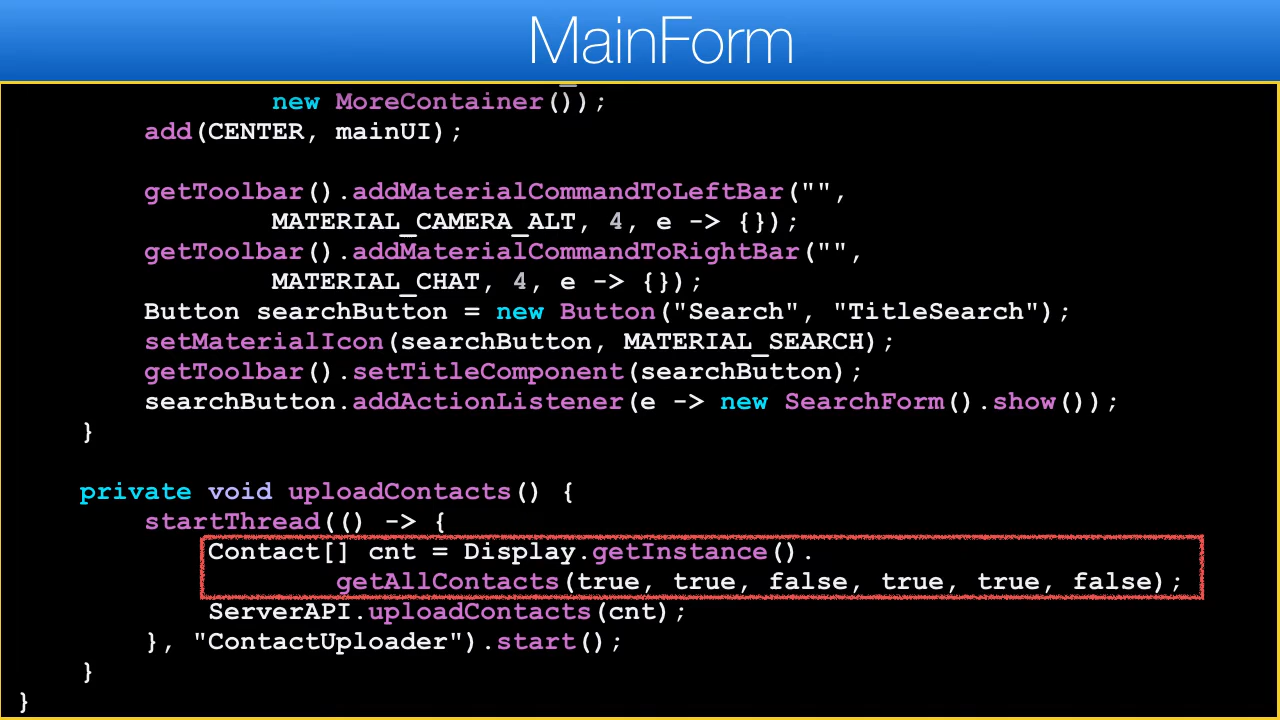 MainForm
new MoreContainer());
add(CENTER, mainUI);
getToolbar().addMaterialCommandToLeftBar("",
MATERIAL_CAMERA_ALT, 4, e -> {});
getToolbar().addMaterialCommandToRightBar("",
MATERIAL_CHAT, 4, e -> {});
Button searchButton = new Button("Search", "TitleSearch");
setMaterialIcon(searchButton, MATERIAL_SEARCH);
getToolbar().setTitleComponent(searchButton);
searchButton.addActionListener(e -> new SearchForm().show());
}
private void uploadContacts() {
startThread(() -> {
Contact[] cnt = Display.getInstance().
getAllContacts(true, true, false, true, true, false);
ServerAPI.uploadContacts(cnt);
}, "ContactUploader").start();
}
}